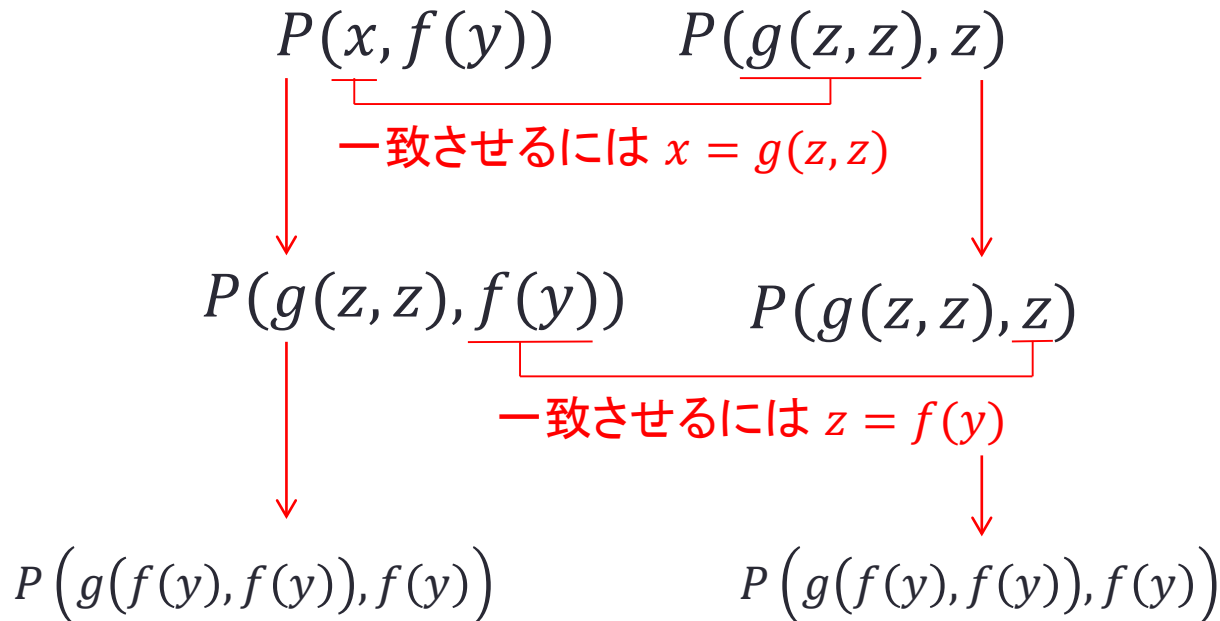 P(x, f(y)) P(g(z, z), z)
一致させるには x = g(z, z)
P(g(z, z), f(y)) P(g(z, z), z)
一致させるには z = f(y)
P(g(f(y), f(y)), f(y)) P(g(f(y), f(y)), f(y))